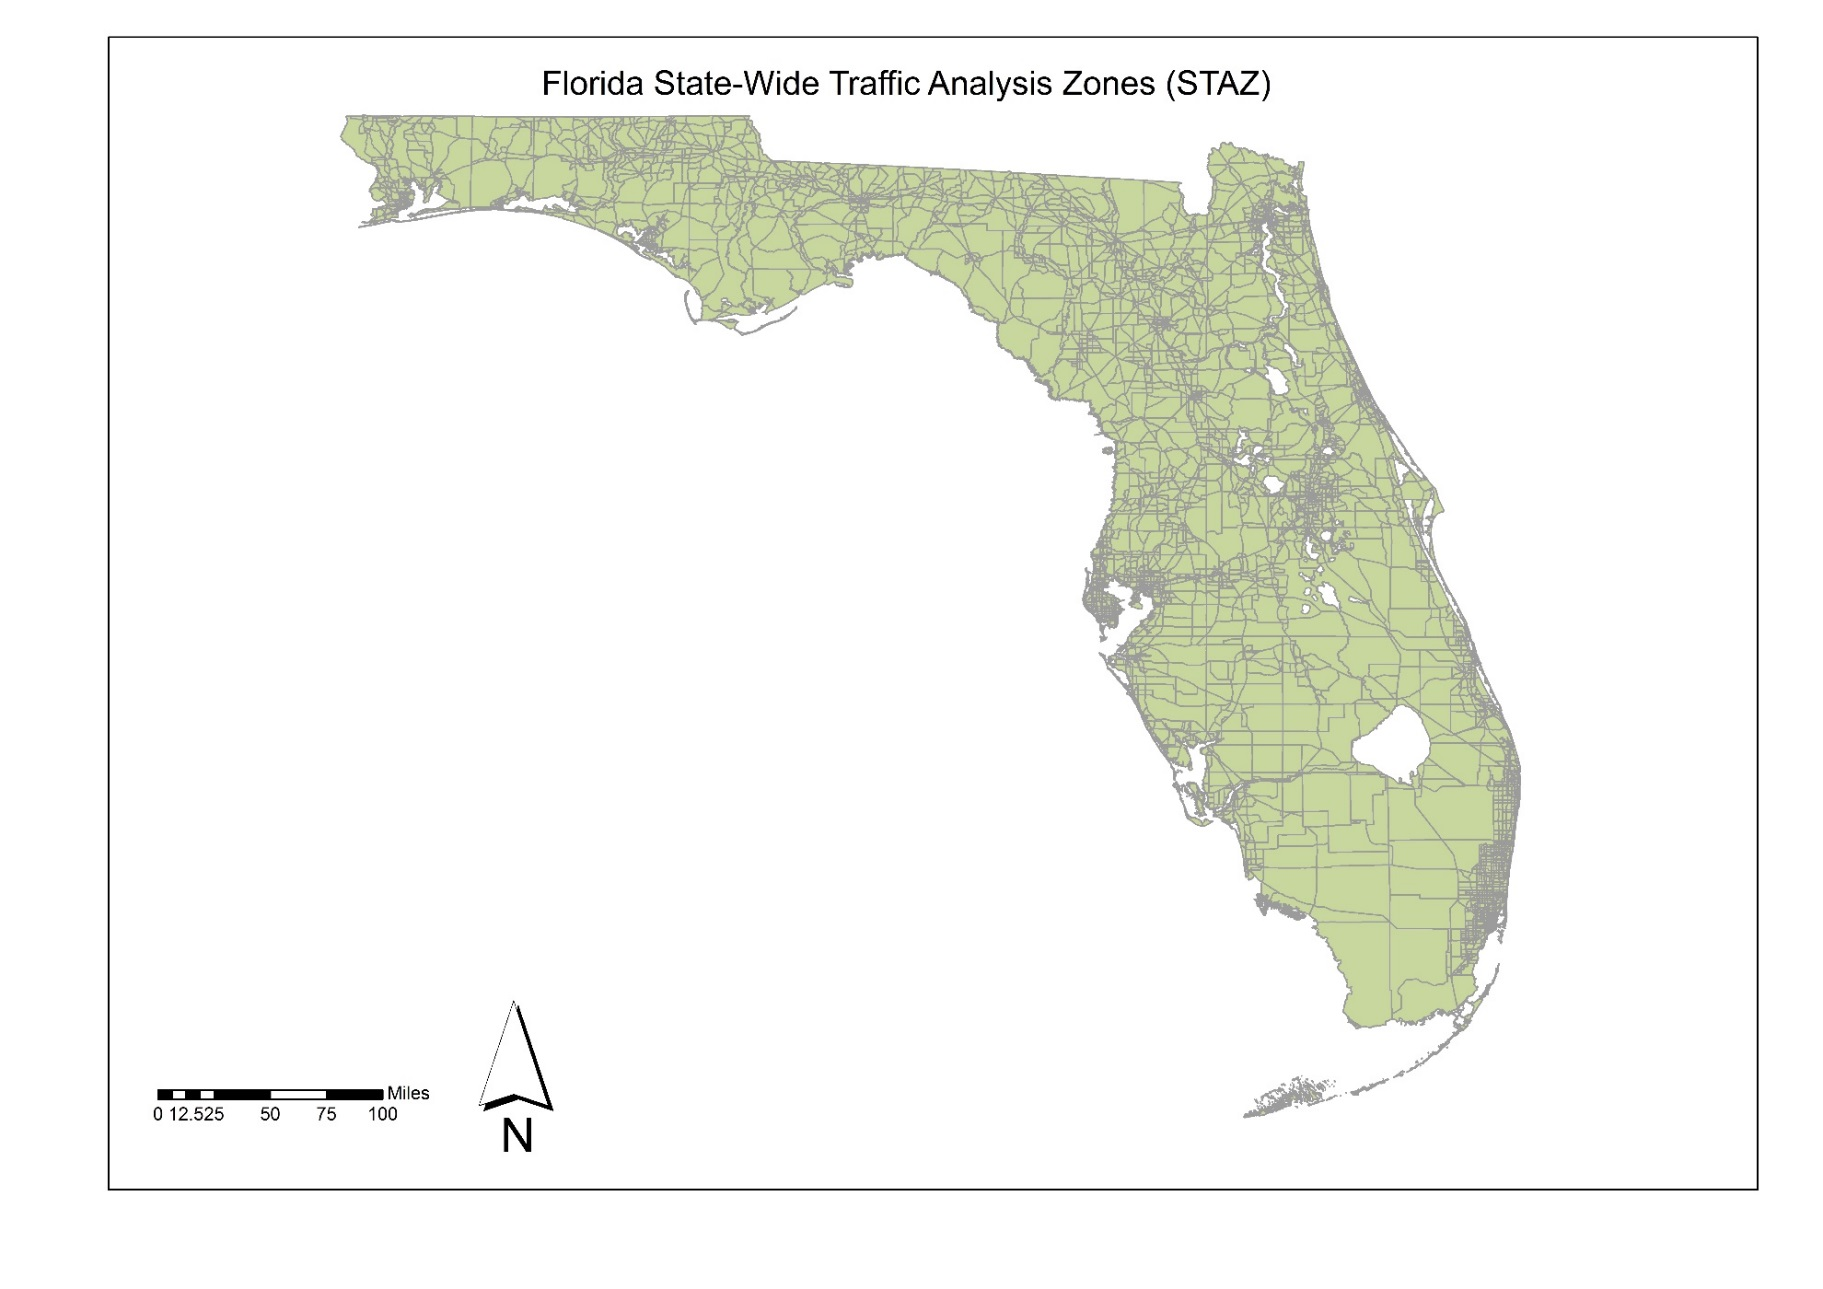 Florida State-Wide Traffic Analysis Zones (STAZ)
Miles
0 12.525 50 75 100
N